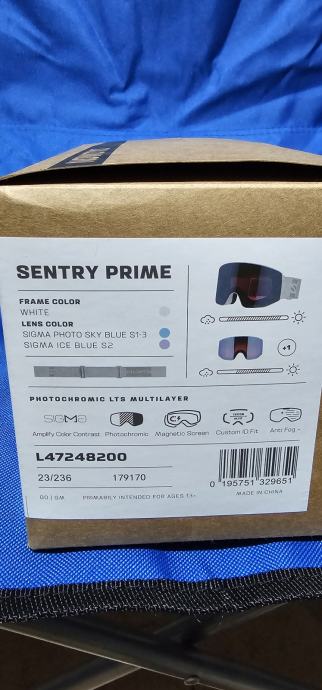 SENTRY PRIME
FRAME COLOR
WHITE
LENS COLOR
SIGMA PHOTO SKY BLUE S1-3
SIGMA ICE BLUE S2
+1
PHOTOCHROMIC LTS MULTILAYER
SIGMA
Amplify Color Contrast Photochromic Magnetic Screen Custom ID Fit Anti Fog
L47248200
23/236 179170
0 195751 329651
MADE IN CHINA
PRIMARILY INTENDED FOR AGES 13+